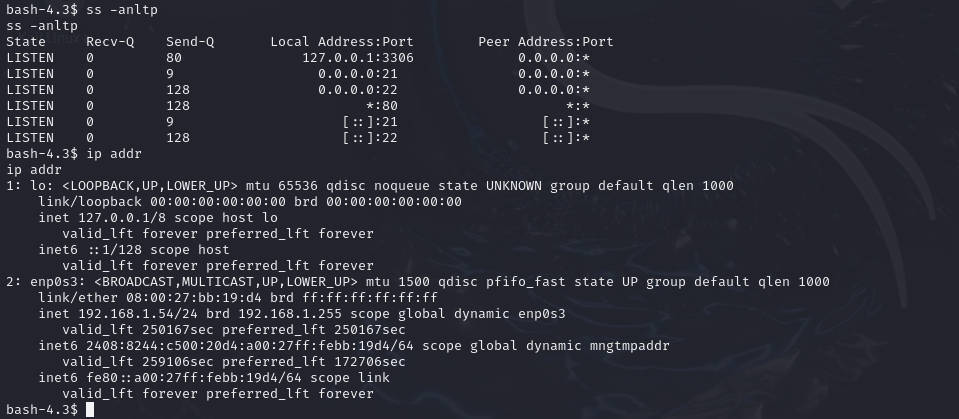 bash-4.3$ ss -anltp
ss -anltp
State      Recv-Q     Send-Q       Local Address:Port        Peer Address:Port
LISTEN    0         80               127.0.0.1:3306             0.0.0.0:*
LISTEN    0         9                  0.0.0.0:21               0.0.0.0:*
LISTEN    0         128                0.0.0.0:22               0.0.0.0:*
LISTEN    0         128                      *:80                     *:*
LISTEN    0         9                     [::]:21                  [::]:*
LISTEN    0         128                   [::]:22                  [::]:*
bash-4.3$ ip addr
ip addr
1: lo: <LOOPBACK,UP,LOWER_UP> mtu 65536 qdisc noqueue state UNKNOWN group default qlen 1000
    link/loopback 00:00:00:00:00:00 brd 00:00:00:00:00:00
    inet 127.0.0.1/8 scope host lo
       valid_lft forever preferred_lft forever
    inet6 ::1/128 scope host
       valid_lft forever preferred_lft forever
2: enp0s3: <BROADCAST,MULTICAST,UP,LOWER_UP> mtu 1500 qdisc pfifo_fast state UP group default qlen 1000
    link/ether 08:00:27:bb:19:d4 brd ff:ff:ff:ff:ff:ff
    inet 192.168.1.54/24 brd 192.168.1.255 scope global dynamic enp0s3
       valid_lft 250167sec preferred_lft 250167sec
    inet6 2408:8244:c500:20d4:a00:27ff:febb:19d4/64 scope global dynamic mngtmpaddr
       valid_lft 259106sec preferred_lft 172706sec
    inet6 fe80::a00:27ff:febb:19d4/64 scope link
       valid_lft forever preferred_lft forever
bash-4.3$